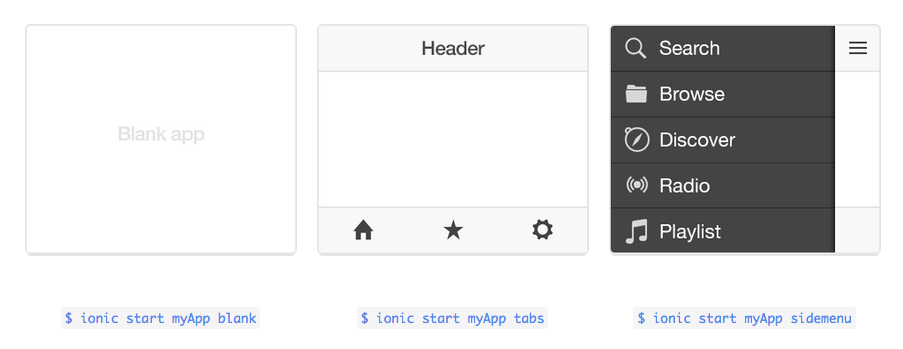 Blank app
Header
Search
Browse
Discover
Radio
Playlist
$ ionic start myApp blank
$ ionic start myApp tabs
$ ionic start myApp sidemenu